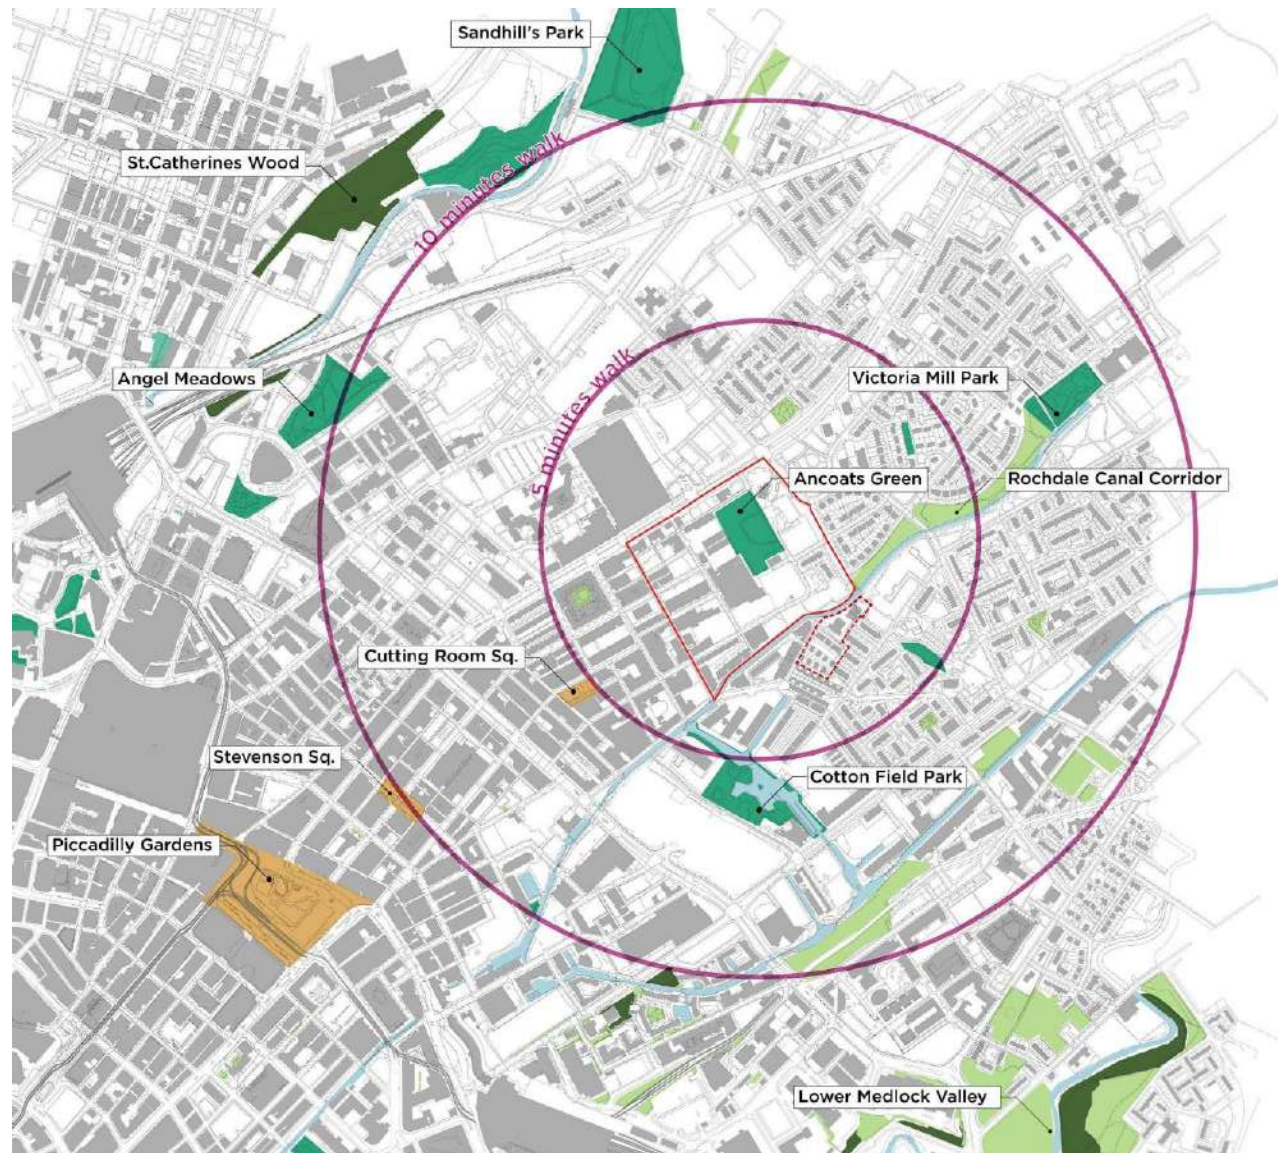 Sandhill's Park
St.Catherines Wood
10 minutes walk
Angel Meadows
5 minutes walk
Victoria Mill Park
Ancoats Green
Rochdale Canal Corridor
Cutting Room Sq.
Stevenson Sq.
Cotton Field Park
Piccadilly Gardens
Lower Medlock Valley